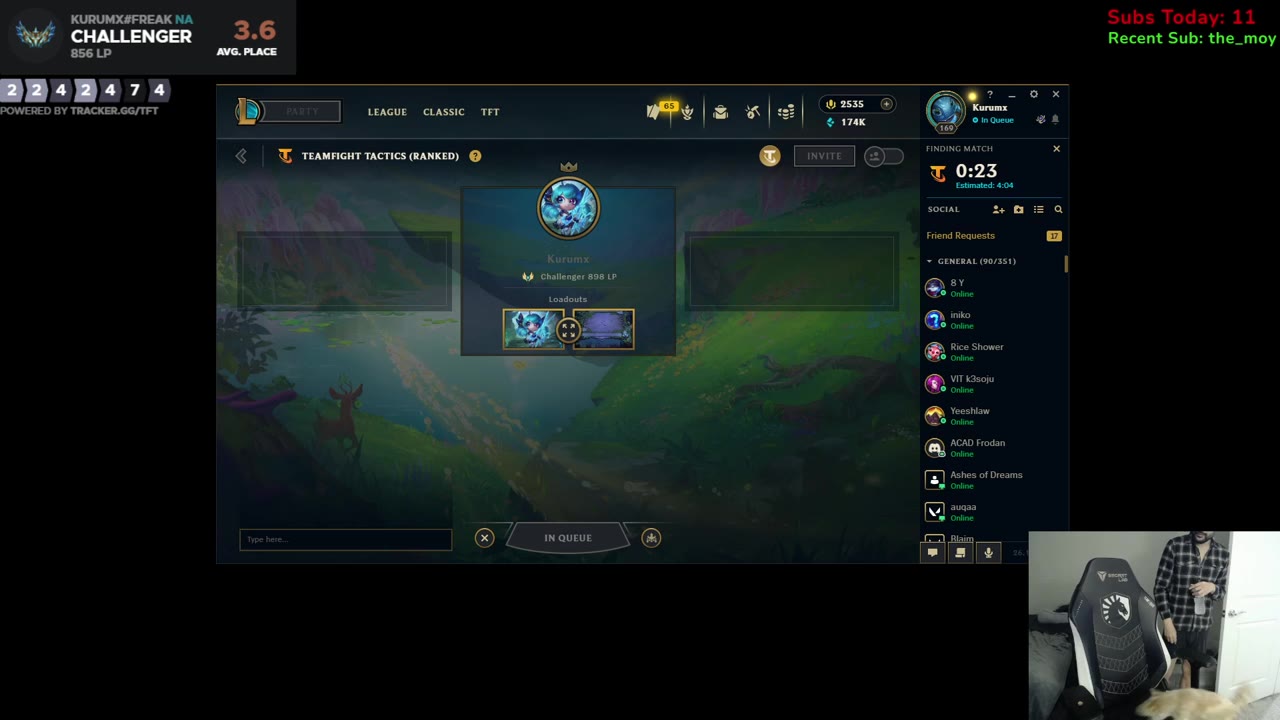 KURUMX#FREAK NA
CHALLENGER
856 LP
3.6
AVG. PLACE
2 2 4 2 4 7 4
POWERED BY TRACKER.GG/TFT
Subs Today: 11
Recent Sub: the_moy
PARTY
LEAGUE
CLASSIC
TFT
65
2535
174K
169
Kurumx
In Queue
TEAMFIGHT TACTICS (RANKED)
INVITE
FINDING MATCH
0:23
Estimated: 4:04
SOCIAL
Friend Requests
17
GENERAL (90/351)
8 Y
Online
iniko
Online
Rice Shower
Online
VIT k3soju
Online
Yeeshlaw
Online
ACAD Frodan
Online
Ashes of Dreams
Online
auqaa
Online
Blaim
Kurumx
Challenger 898 LP
Loadouts
Type here...
IN QUEUE
SECRET LAB